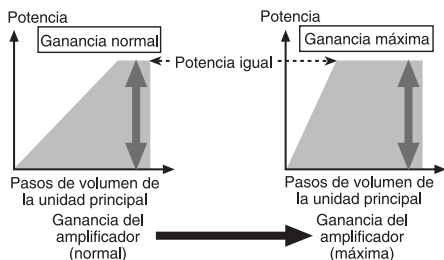 Potencia
Ganancia normal
Potencia igual
Pasos de volumen de
la unidad principal
Ganancia del
amplificador
(normal)
Potencia
Ganancia máxima
Pasos de volumen de
la unidad principal
Ganancia del
amplificador
(máxima)